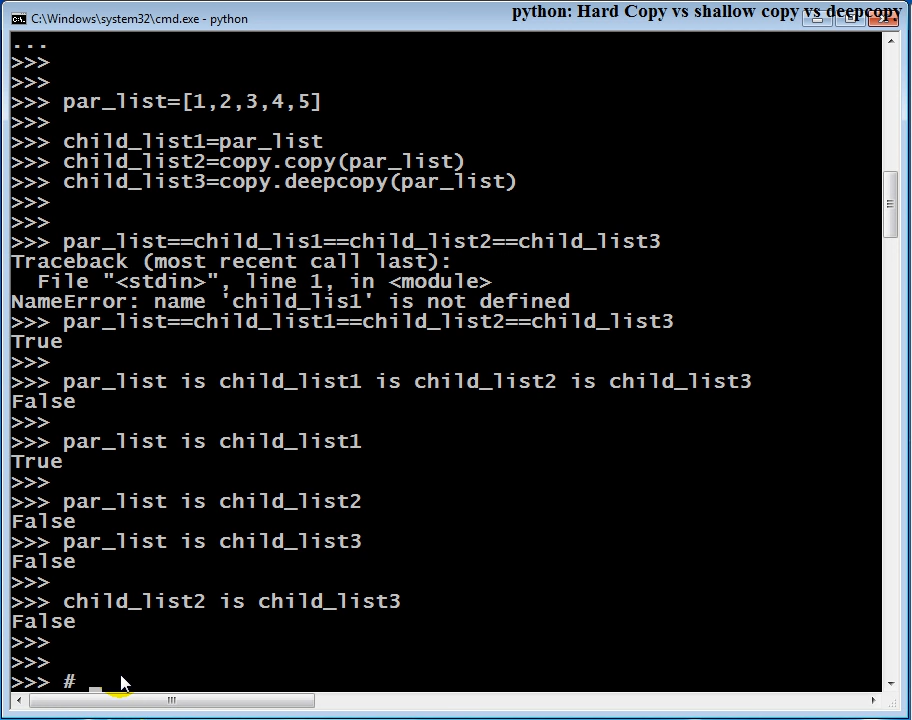 C:\Windows\system32\cmd.exe - python
python: Hard Copy vs shallow copy vs deepcopy
...
>>>
>>>
>>> par_list=[1,2,3,4,5]
>>>
>>> child_list1=par_list
>>> child_list2=copy.copy(par_list)
>>> child_list3=copy.deepcopy(par_list)
>>>
>>>
>>> par_list==child_lis1==child_list2==child_list3
Traceback (most recent call last):
  File "<stdin>", line 1, in <module>
NameError: name 'child_lis1' is not defined
>>> par_list==child_list1==child_list2==child_list3
True
>>>
>>> par_list is child_list1 is child_list2 is child_list3
False
>>>
>>> par_list is child_list1
True
>>>
>>> par_list is child_list2
False
>>> par_list is child_list3
False
>>>
>>> child_list2 is child_list3
False
>>>
>>>
>>> # _